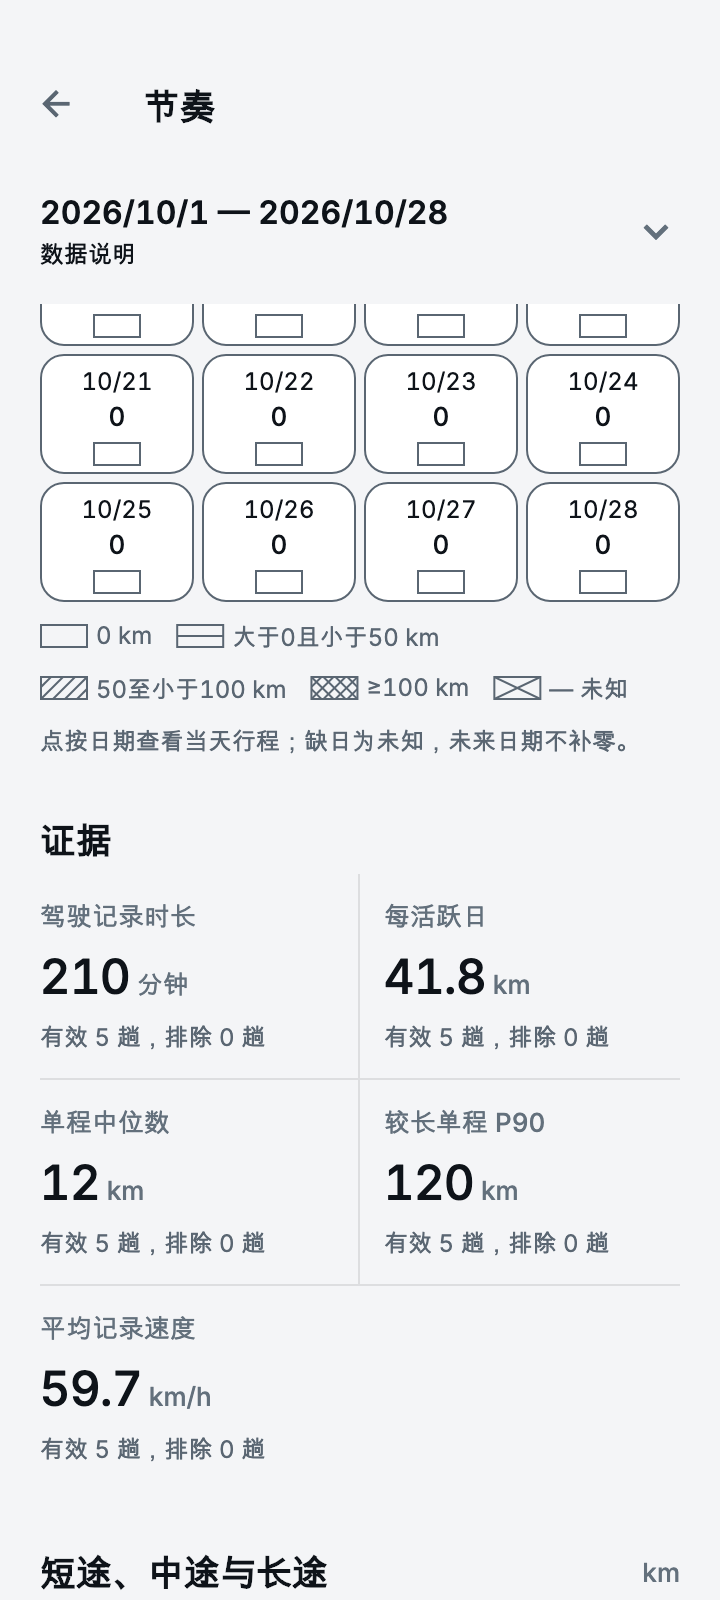 节奏
2026/10/1 — 2026/10/28
数据说明
10/21 10/22 10/23 10/24
0 0 0 0
10/25 10/26 10/27 10/28
0 0 0 0
0 km 大于0且小于50 km
50至小于100 km ≥100 km — 未知
点按日期查看当天行程；缺日为未知，未来日期不补零。
证据
驾驶记录时长 每活跃日
210 分钟 41.8 km
有效 5 趟，排除 0 趟 有效 5 趟，排除 0 趟
单程中位数 较长单程 P90
12 km 120 km
有效 5 趟，排除 0 趟 有效 5 趟，排除 0 趟
平均记录速度
59.7 km/h
有效 5 趟，排除 0 趟
短途、中途与长途 km